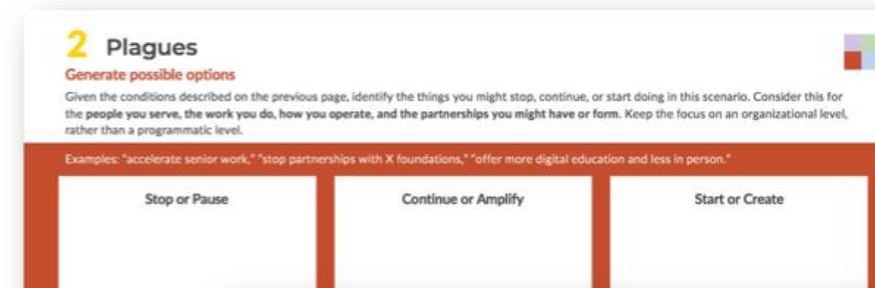 2 Plagues
Generate possible options
Given the conditions described on the previous page, identify the things you might stop, continue, or start doing in this scenario. Consider this for
the people you serve, the work you do, how you operate, and the partnerships you might have or form. Keep the focus on an organizational level,
rather than a programmatic level.
Examples: "accelerate senior work," "stop partnerships with X foundations," "offer more digital education and less in person."
Stop or Pause
Continue or Amplify
Start or Create